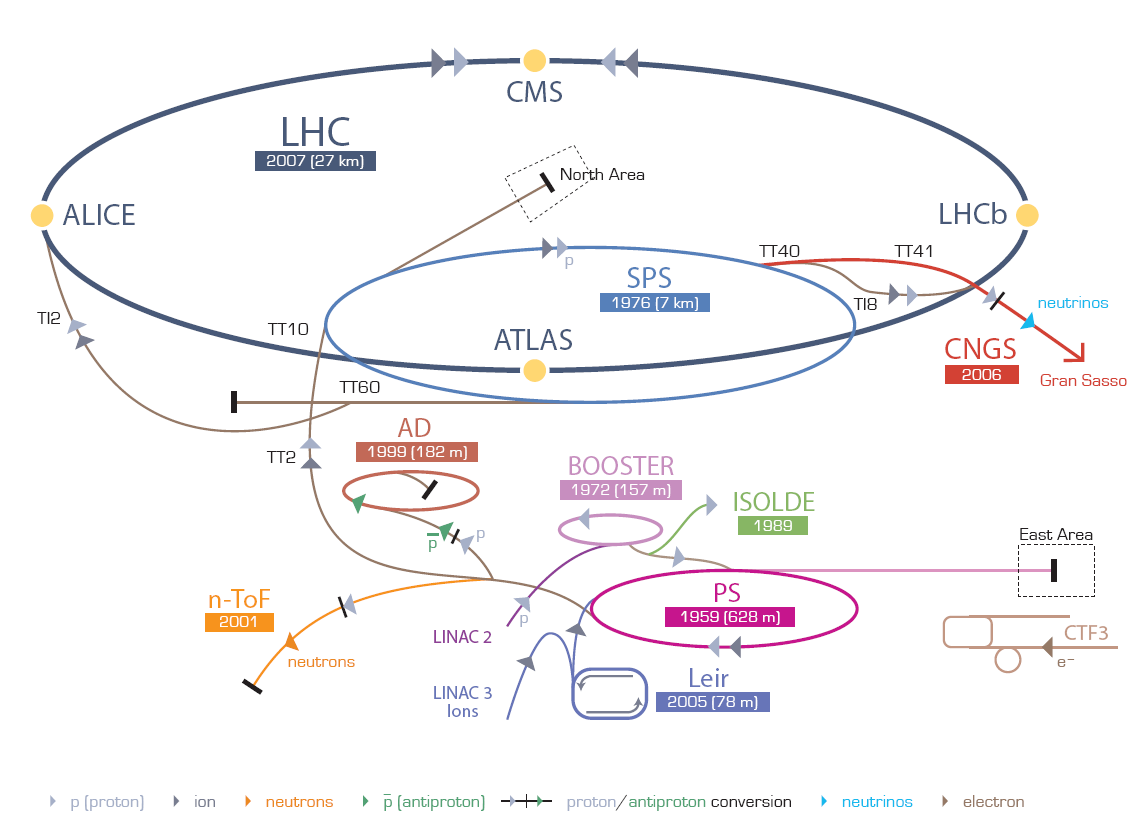 CMS
LHC
2007 (27 km)
North Area
ALICE
LHCb
TT40
TT41
SPS
p
1976 (7 km)
TI8
neutrinos
TI2
TT10
ATLAS
CNGS
2006
Gran Sasso
TT60
AD
1999 (182 m)
TT2
BOOSTER
1972 (157 m)
ISOLDE
1989
p
p̅
East Area
n-ToF
2001
PS
1959 (628 m)
p
LINAC 2
CTF3
e⁻
neutrons
LINAC 3
Ions
Leir
2005 (78 m)
p (proton)
ion
neutrons
p̅ (antiproton)
proton/antiproton conversion
neutrinos
electron